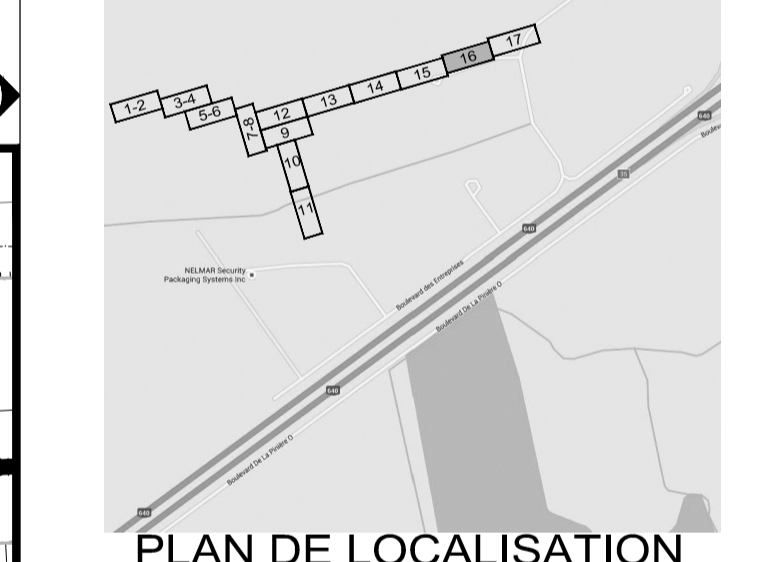 17
16
15
14
13
12
3-4
1-2
5-6
7-8
9
10
11
640
Boulev
35
640
NELMAR Security
Packaging Systems Inc
Boulevard des Entreprises
Boulevard De La Pinière O
640
Boulevard De La Pinière O
640
PLAN DE LOCALISATION